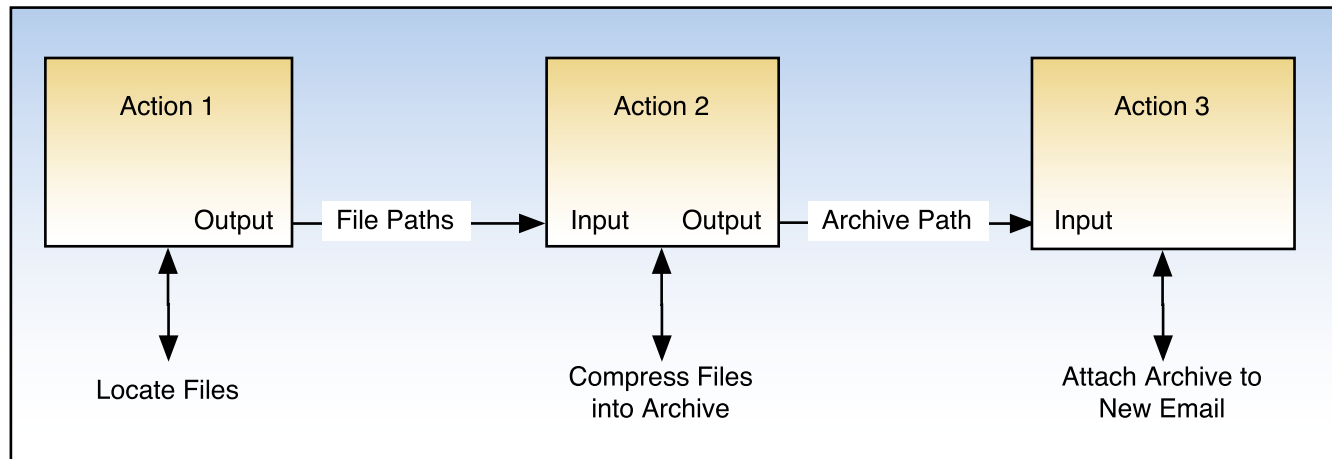 Action 1
Action 2
Action 3
Output
File Paths
Input
Output
Archive Path
Input
Locate Files
Compress Files
into Archive
Attach Archive to
New Email